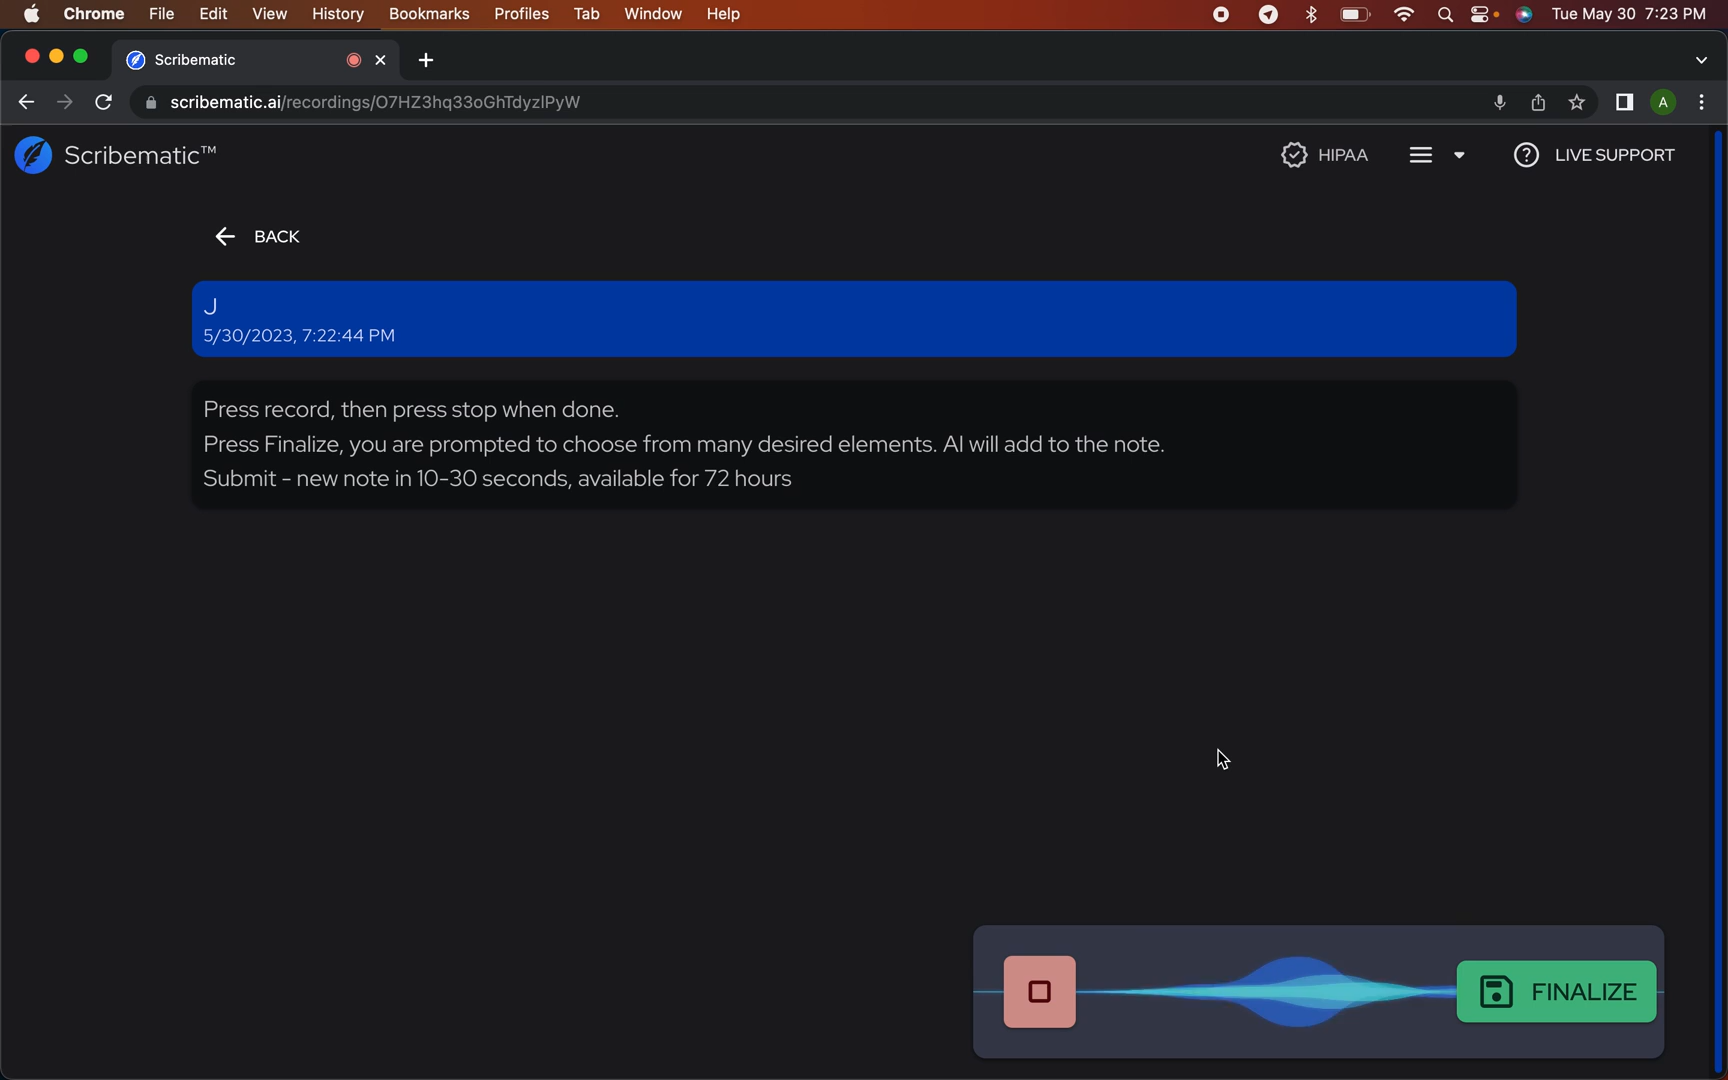 Chrome File Edit View History Bookmarks Profiles Tab Window Help Tue May 30 7:23 PM
Scribematic
scribematic.ai/recordings/O7HZ3hq33oGhTdyzlPyW A
Scribematic™ HIPAA ? LIVE SUPPORT
BACK
J
5/30/2023, 7:22:44 PM
Press record, then press stop when done.
Press Finalize, you are prompted to choose from many desired elements. AI will add to the note.
Submit - new note in 10-30 seconds, available for 72 hours
FINALIZE